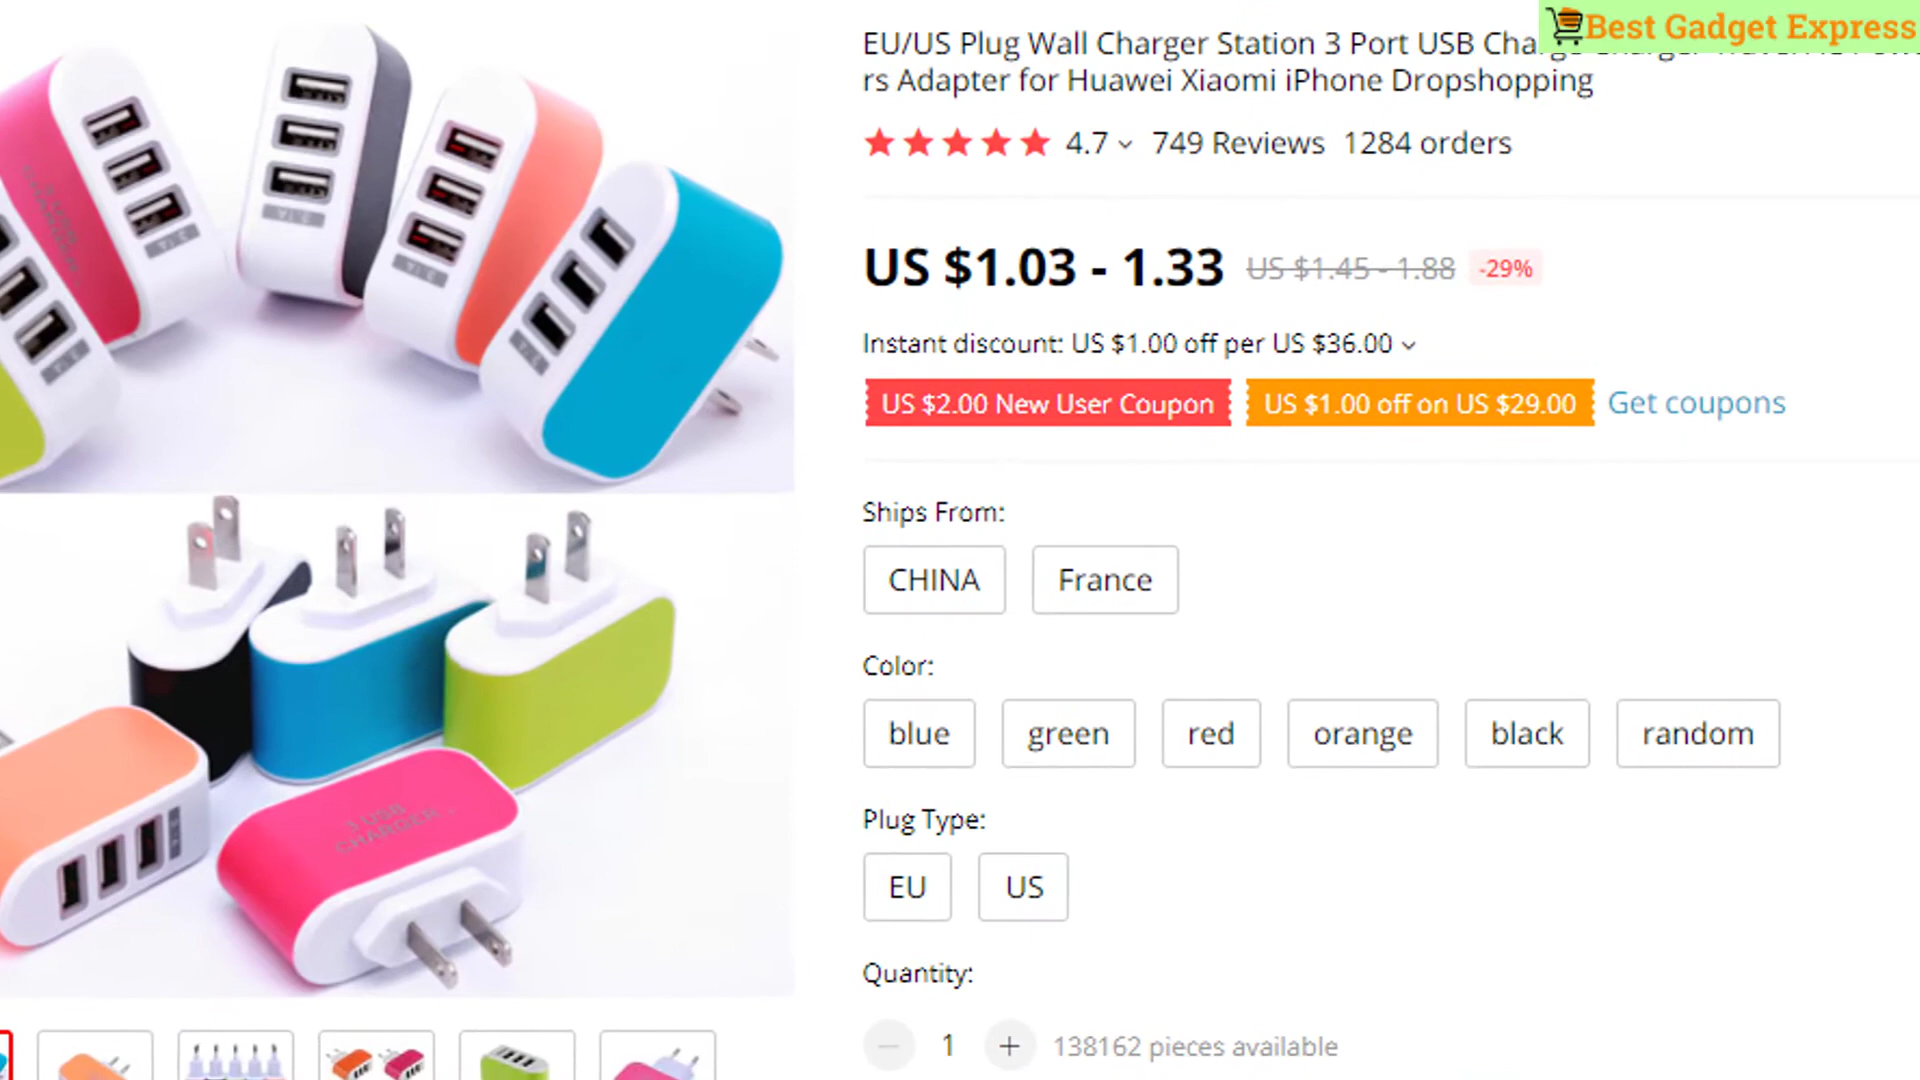 Best Gadget Express
EU/US Plug Wall Charger Station 3 Port USB
rs Adapter for Huawei Xiaomi iPhone Dropshopping
4.7 749 Reviews 1284 orders
US $1.03 - 1.33 US $1.45 - 1.88 -29%
Instant discount: US $1.00 off per US $36.00
US $2.00 New User Coupon US $1.00 off on US $29.00 Get coupons
Ships From:
CHINA France
Color:
blue green red orange black random
Plug Type:
EU US
Quantity:
1 + 138162 pieces available
3 USB
CHARGER